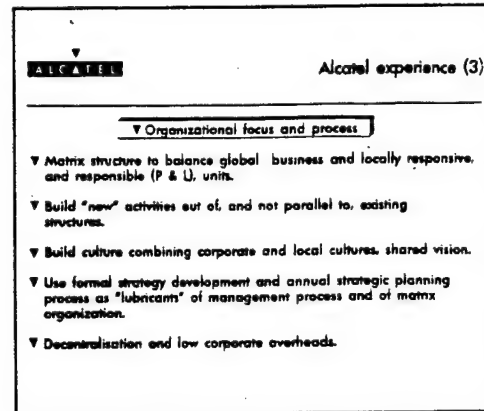 ALCATEL
Alcatel experience (3)
▼ Organizational focus and process
▼ Matrix structure to balance global business and locally responsive,
and responsible (P & L), units.
▼ Build "new" activities out of, and not parallel to, existing
structures.
▼ Build culture combining corporate and local cultures, shared vision.
▼ Use formal strategy development and annual strategic planning
process as "lubricants" of management process and of matrix
organization.
▼ Decentralisation and low corporate overheads.